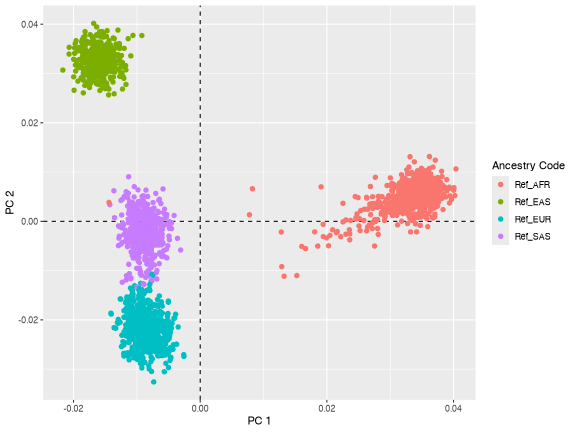 0.04
0.02
0.00
-0.02
PC 2
-0.02
0.00
0.02
0.04
PC 1
Ancestry Code
Ref_AFR
Ref_EAS
Ref_EUR
Ref_SAS